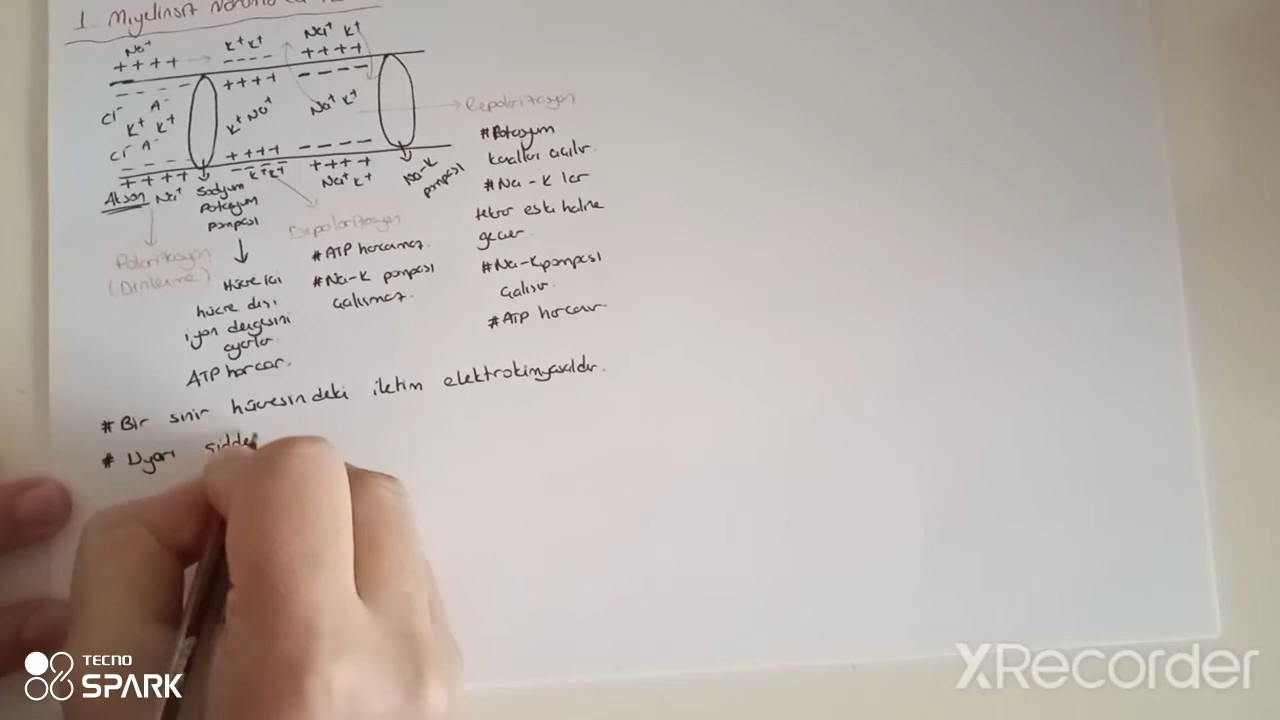 1. Miyelinsiz
Na⁺ K⁺ K⁺ Na⁺ K⁺
++++ ---- ++++
----- ++++ -----
Cl⁻ A⁻
K⁺ K⁺ K⁺ Na⁺ Na⁺ K⁺
Cl⁻ A⁻
---- ++++ -----
++++ ---- ++++
Akson Na⁺ K⁺ K⁺ Na⁺ K⁺
Sodyum
Potasyum
pompası
Na-K
pompası
Polarizasyon
(Dinlenme)
Hücre içi
hücre dışı
iyon dengesini
ayarlar
ATP harcar.
Depolarizasyon
#ATP harcamaz.
#Na-K pompası
çalışmaz.
Repolarizasyon
#Potasyum
kanalları açılır.
#Na-K lar
tekrar eski haline
geçer.
#Na-K pompası
çalışır.
#ATP harcanır.
#Bir sinir hücresindeki iletim elektrokimyasaldır.
# Uyarı şidde
TECNO
SPARK
XRecorder